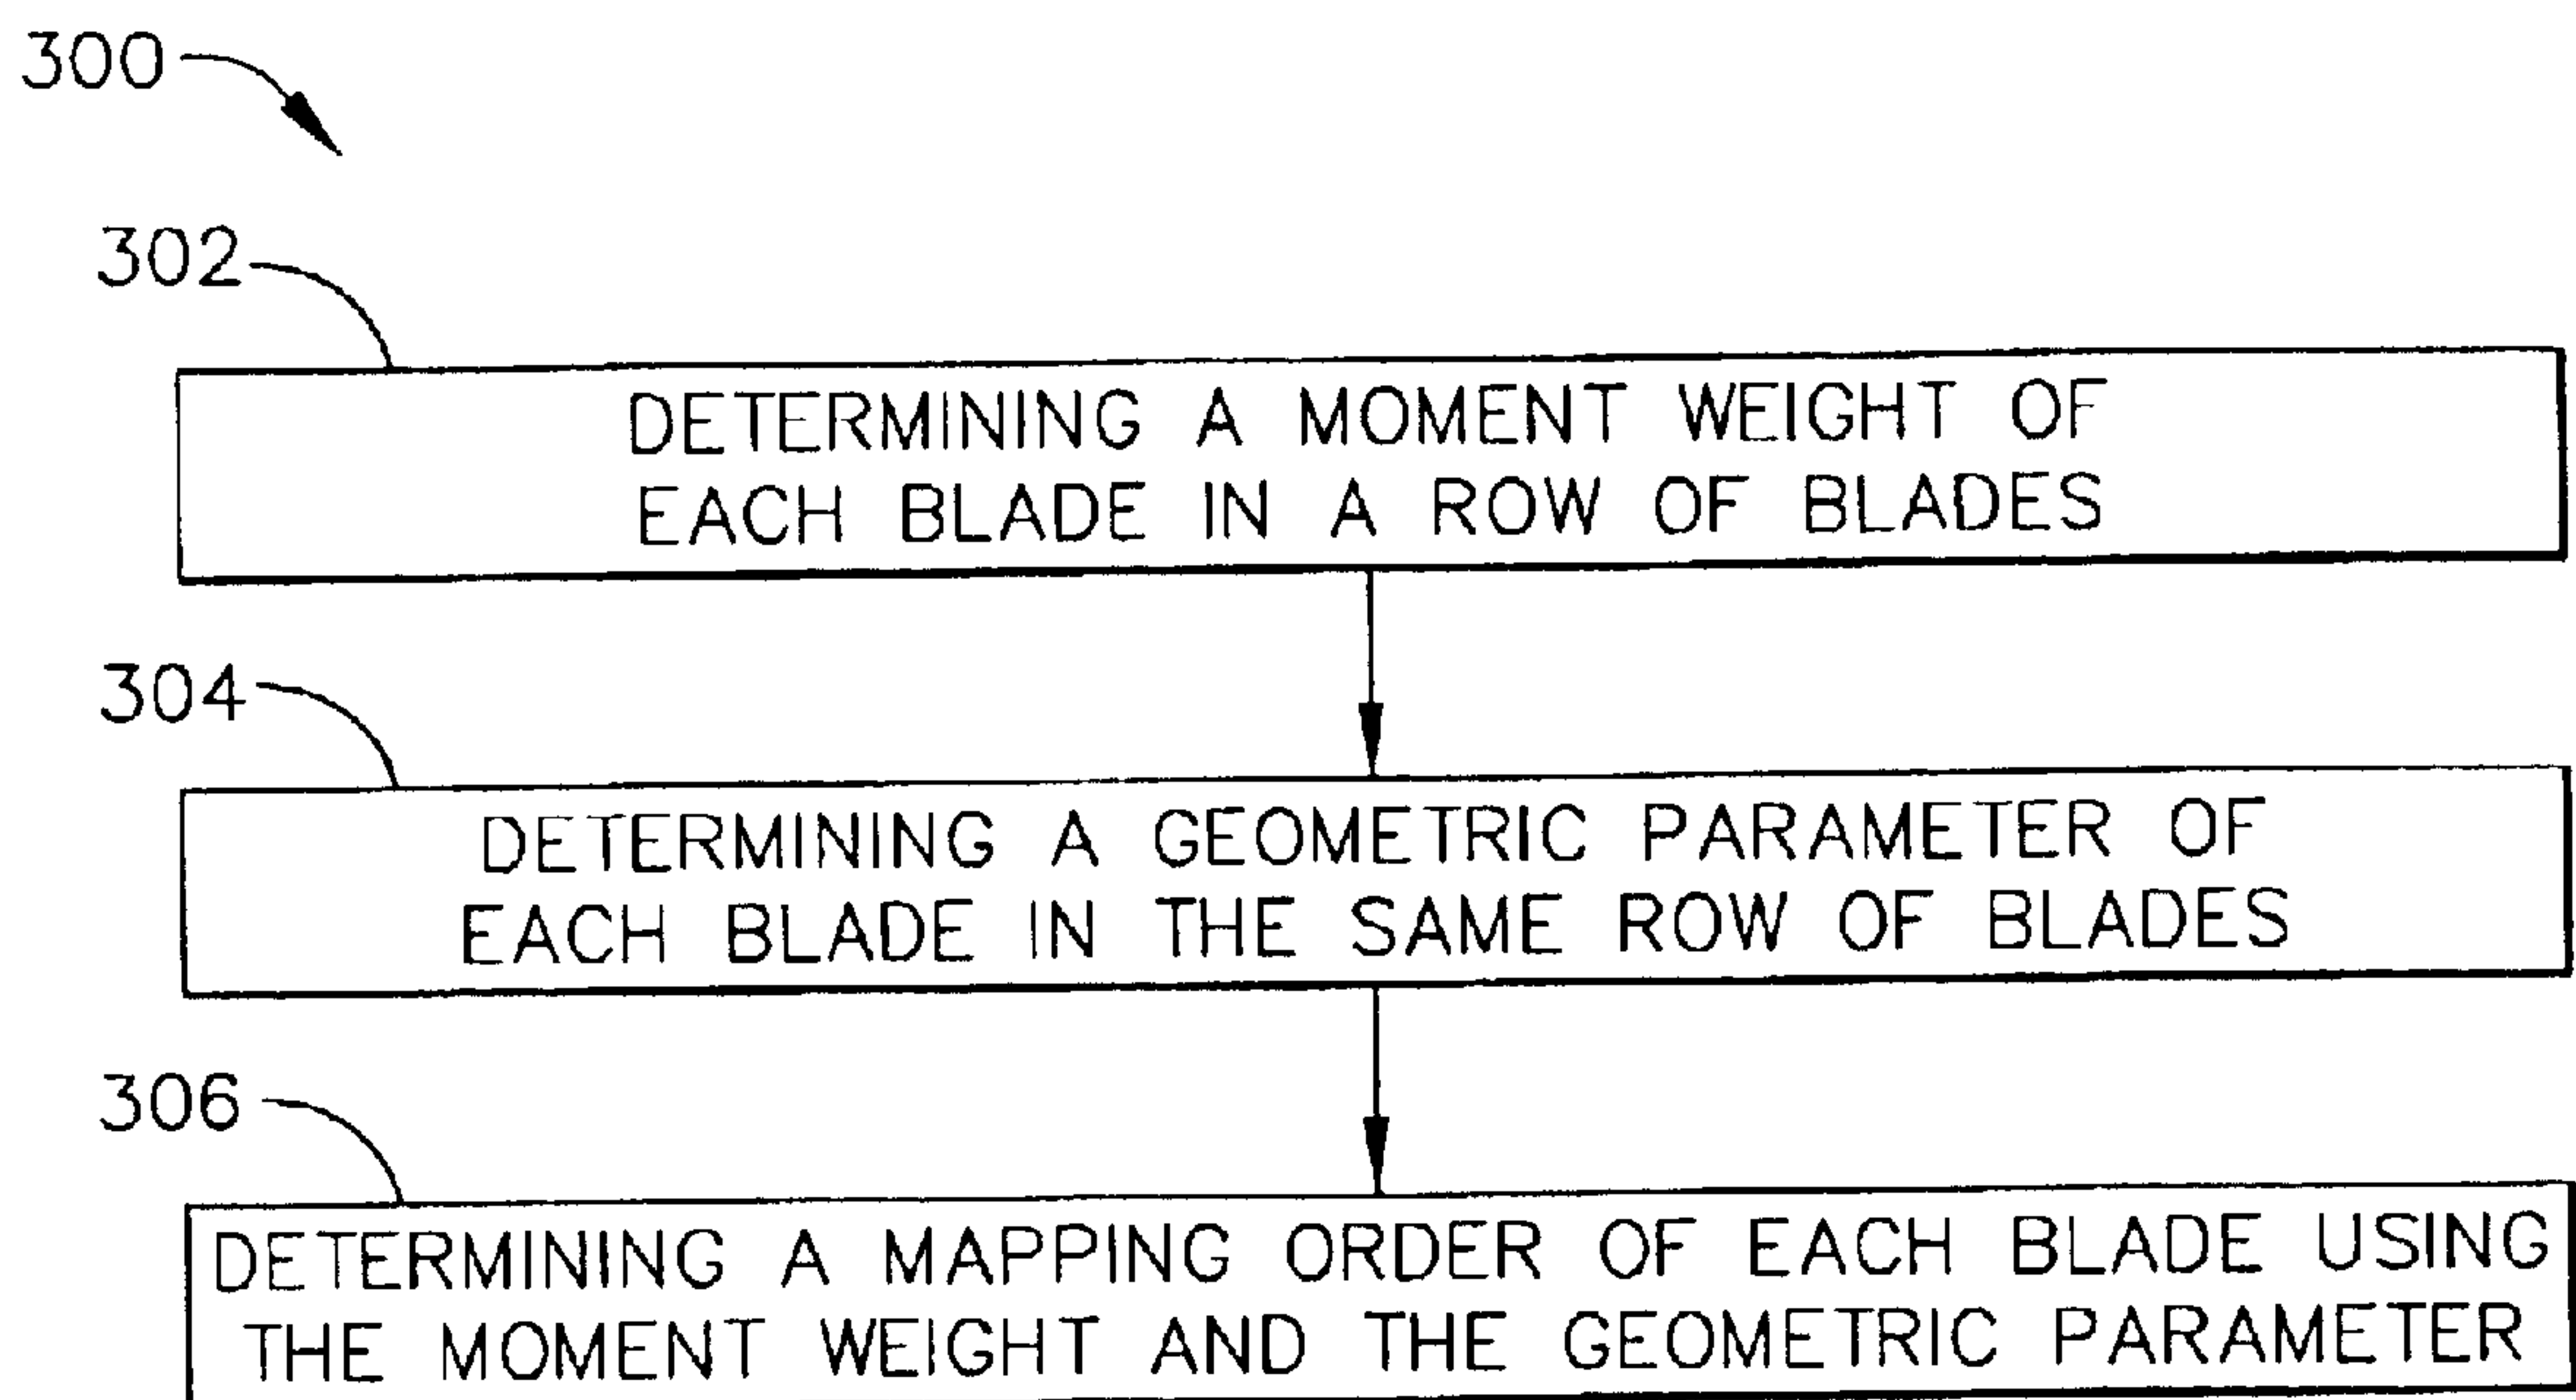 300
302
DETERMINING A MOMENT WEIGHT OF
EACH BLADE IN A ROW OF BLADES
304
DETERMINING A GEOMETRIC PARAMETER OF
EACH BLADE IN THE SAME ROW OF BLADES
306
DETERMINING A MAPPING ORDER OF EACH BLADE USING
THE MOMENT WEIGHT AND THE GEOMETRIC PARAMETER